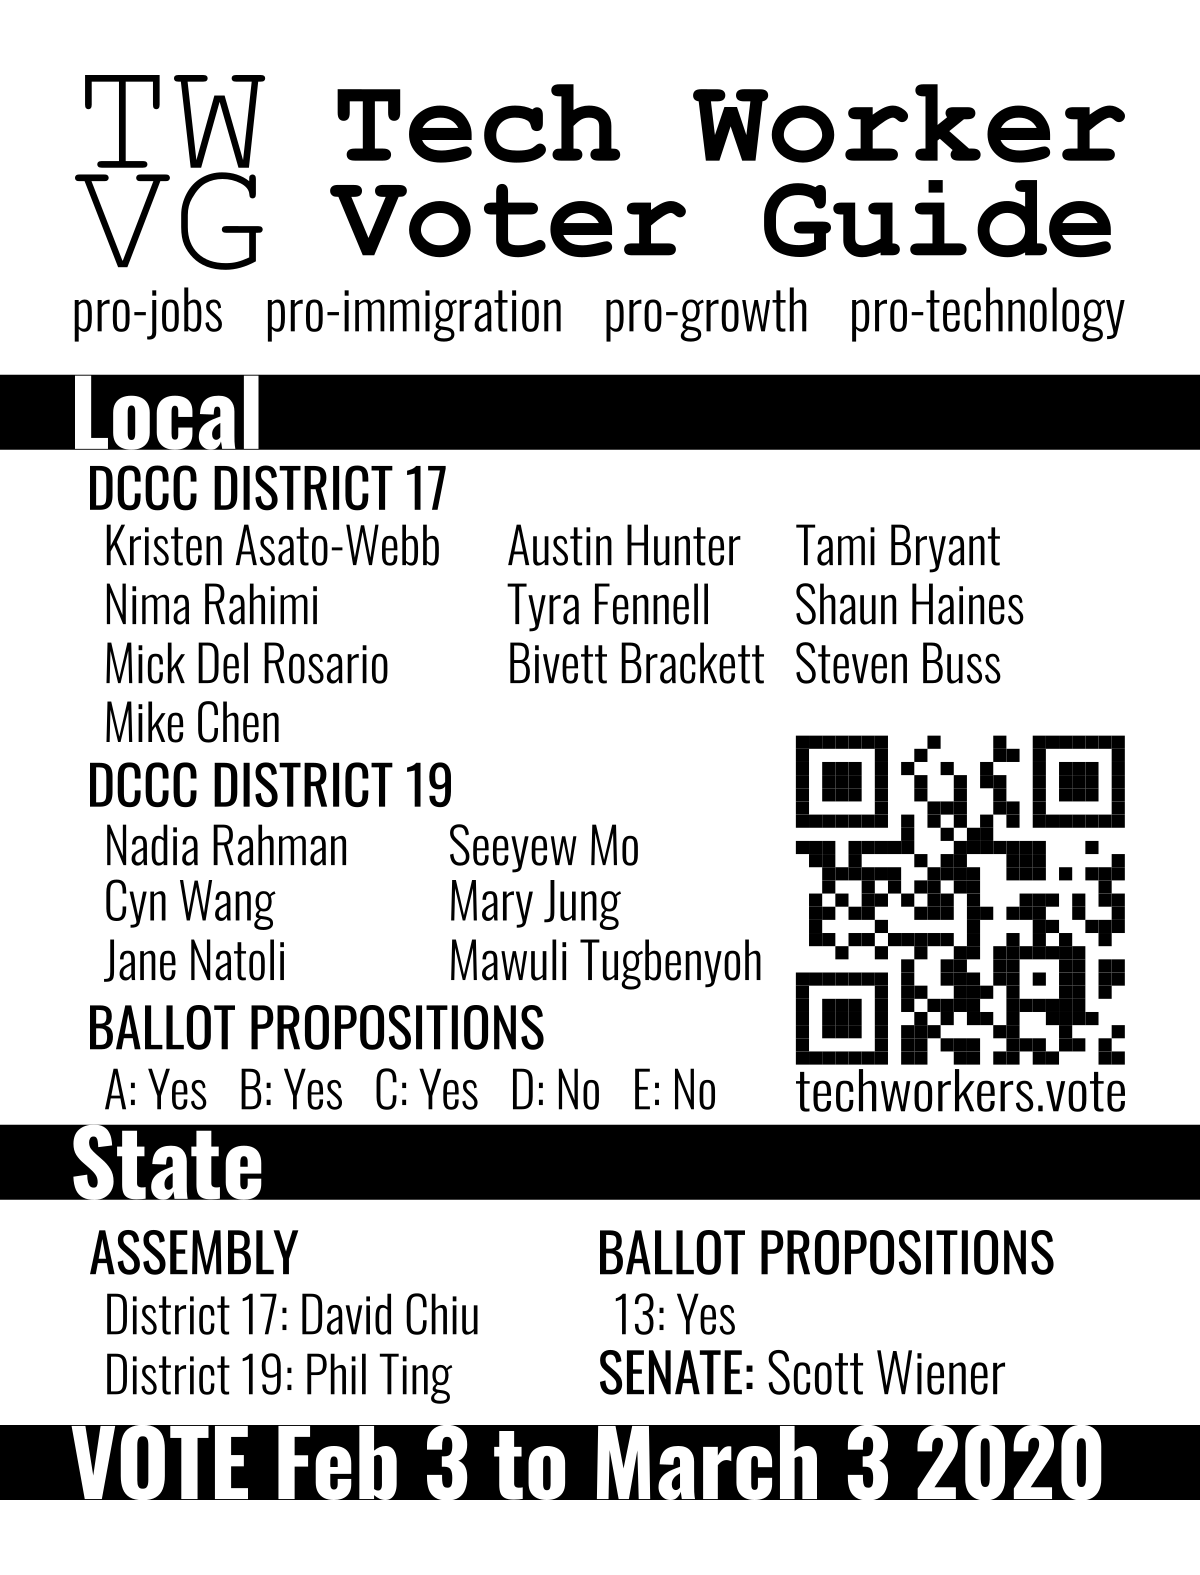 TW
VG
Tech Worker
Voter Guide
pro-jobs pro-immigration pro-growth pro-technology
Local
DCCC DISTRICT 17
Kristen Asato-Webb Austin Hunter Tami Bryant
Nima Rahimi Tyra Fennell Shaun Haines
Mick Del Rosario Bivett Brackett Steven Buss
Mike Chen
DCCC DISTRICT 19
Nadia Rahman Seeyew Mo
Cyn Wang Mary Jung
Jane Natoli Mawuli Tugbenyoh
BALLOT PROPOSITIONS
A: Yes B: Yes C: Yes D: No E: No
techworkers.vote
State
ASSEMBLY
District 17: David Chiu
District 19: Phil Ting
BALLOT PROPOSITIONS
13: Yes
SENATE: Scott Wiener
VOTE Feb 3 to March 3 2020